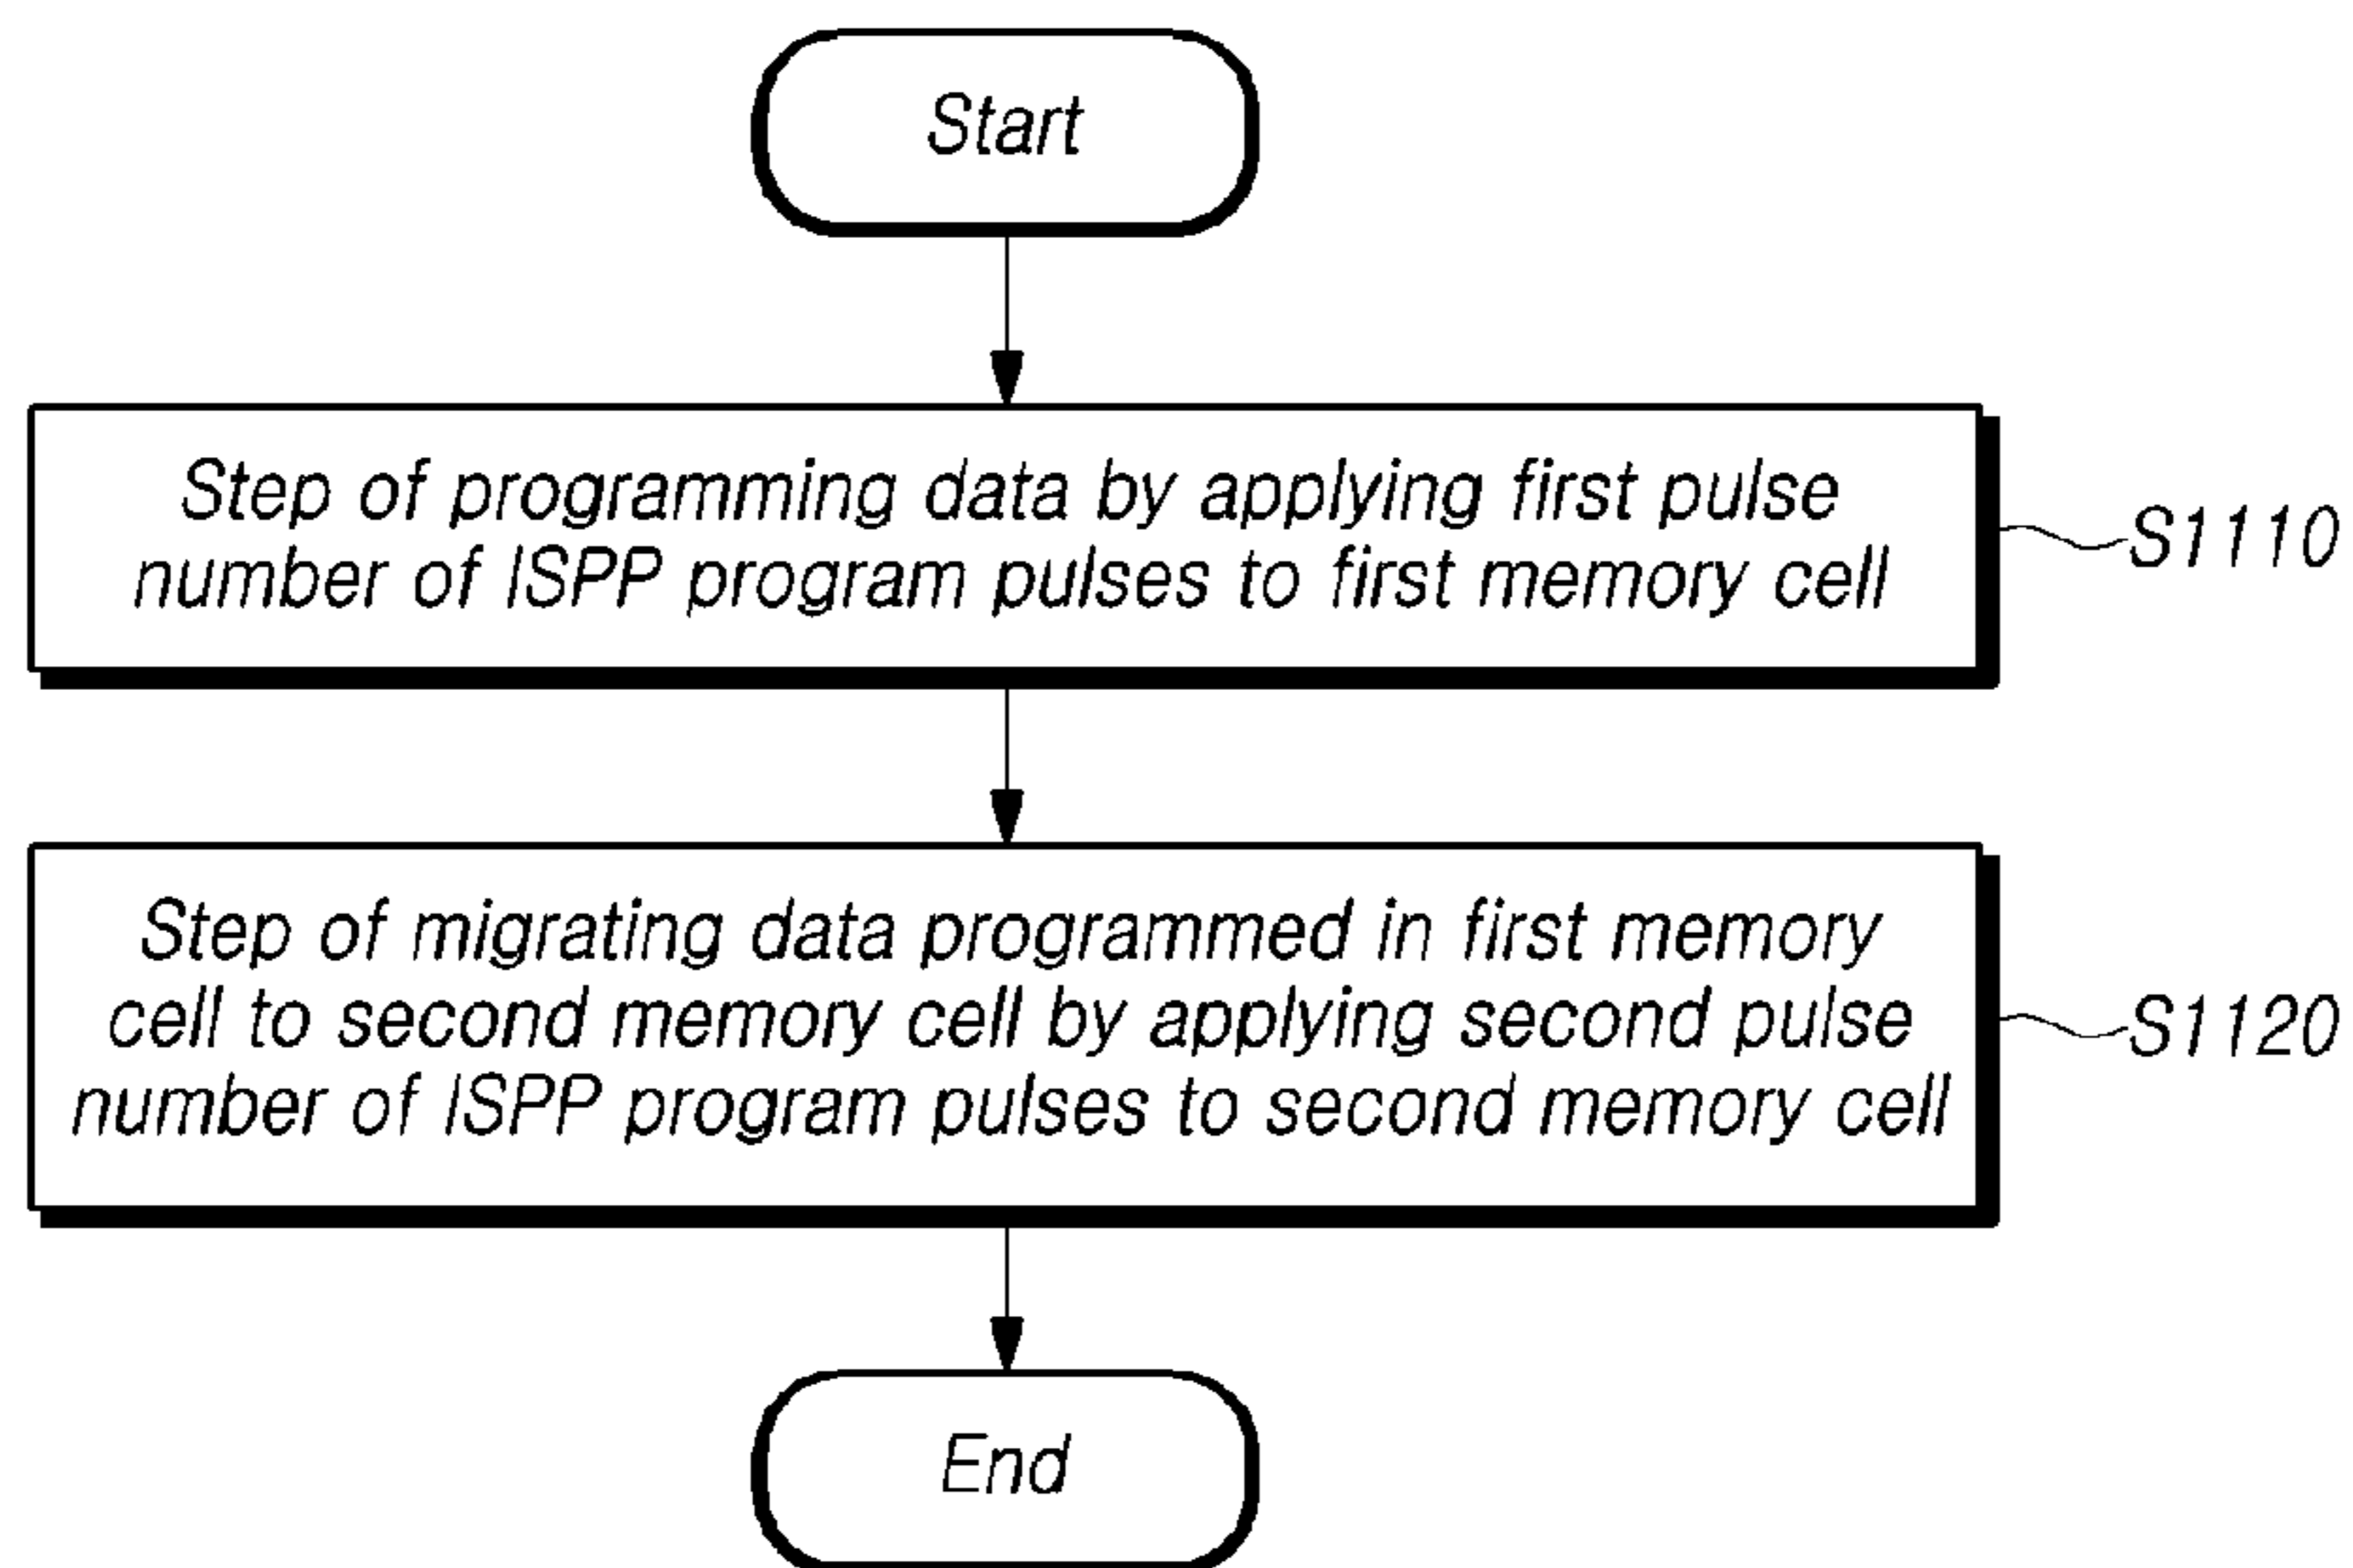 Start
Step of programming data by applying first pulse
number of ISPP program pulses to first memory cell
S1110
Step of migrating data programmed in first memory
cell to second memory cell by applying second pulse
number of ISPP program pulses to second memory cell
S1120
End